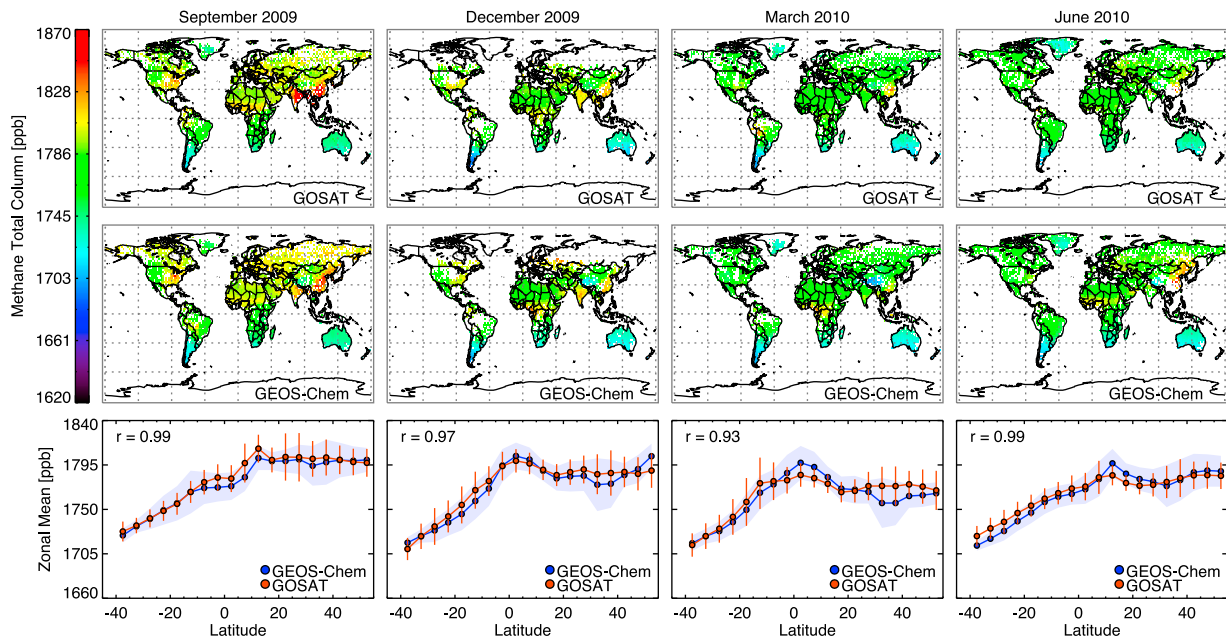 September 2009
December 2009
March 2010
June 2010
Methane Total Column [ppb]
1870
1828
1786
1745
1703
1661
1620
GOSAT
GOSAT
GOSAT
GOSAT
GEOS-Chem
GEOS-Chem
GEOS-Chem
GEOS-Chem
Zonal Mean [ppb]
1840
1795
1750
1705
1660
r = 0.99
GEOS-Chem
GOSAT
r = 0.97
GEOS-Chem
GOSAT
r = 0.93
GEOS-Chem
GOSAT
r = 0.99
GEOS-Chem
GOSAT
-40 -20 0 20 40
-40 -20 0 20 40
-40 -20 0 20 40
-40 -20 0 20 40
Latitude
Latitude
Latitude
Latitude